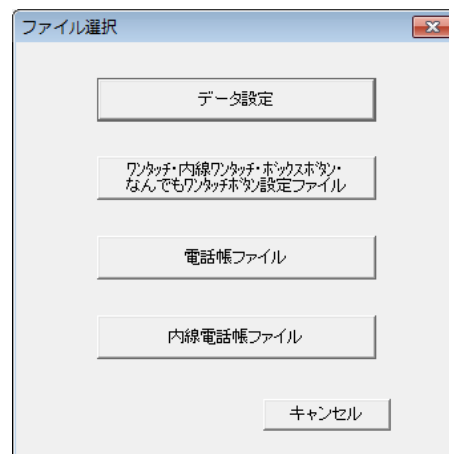 ファイル選択
データ設定
ﾜﾝﾀｯﾁ・内線ﾜﾝﾀｯﾁ・ﾎﾞｯｸｽﾎﾞﾀﾝ・
なんでもﾜﾝﾀｯﾁﾎﾞﾀﾝ設定ファイル
電話帳ファイル
内線電話帳ファイル
キャンセル